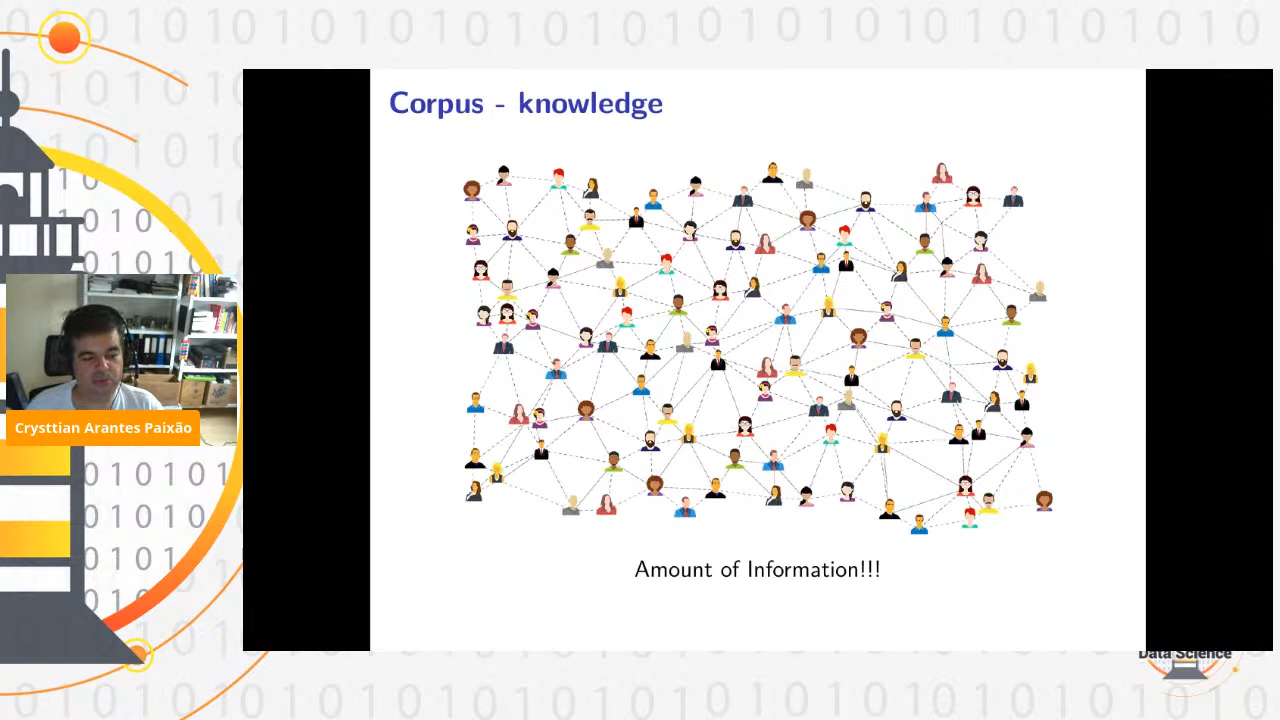 Corpus - knowledge
Crysttian Arantes Paixão
Amount of Information!!!
Data Science